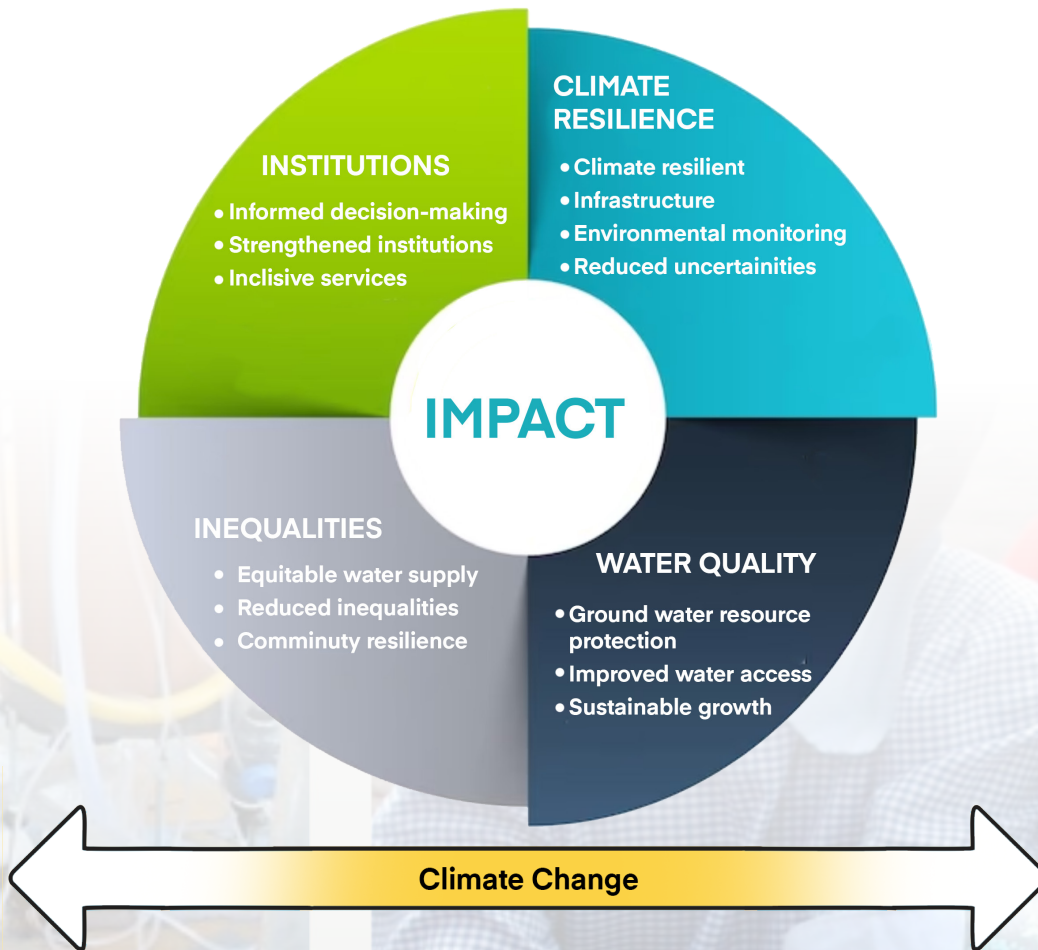 INSTITUTIONS
• Informed decision-making
• Strengthened institutions
• Inclisive services
CLIMATE
RESILIENCE
• Climate resilient
• Infrastructure
• Environmental monitoring
• Reduced uncertainities
IMPACT
INEQUALITIES
• Equitable water supply
• Reduced inequalities
• Comminuty resilience
WATER QUALITY
• Ground water resource
protection
• Improved water access
• Sustainable growth
Climate Change